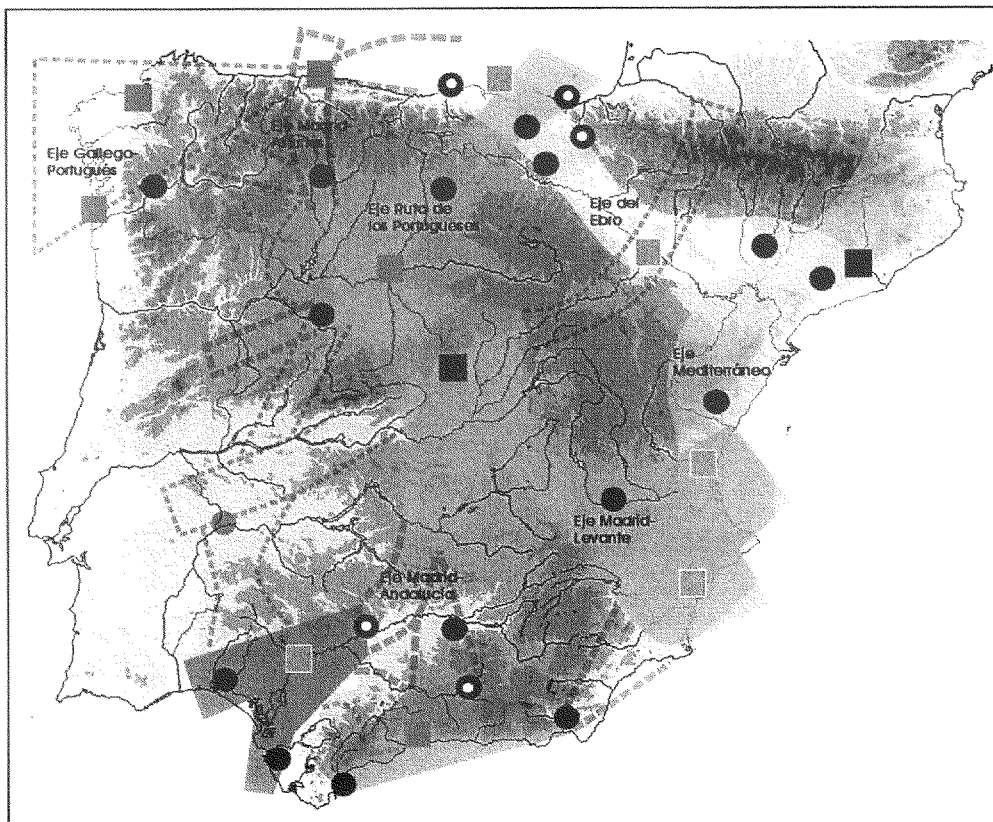 Eje Gallego-
Portugués
Eje Madrid-
Asturias
Eje Ruta de
los Portugueses
Eje del
Ebro
Eje
Mediterráneo
Eje Madrid-
Levante
Eje Madrid-
Andalucía